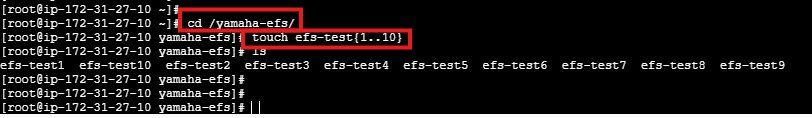 [root@ip-172-31-27-10 ~]#
[root@ip-172-31-27-10 ~]# cd /yamaha-efs/
[root@ip-172-31-27-10 yamaha-efs]# touch efs-test{1..10}
[root@ip-172-31-27-10 yamaha-efs]# ls
efs-test1  efs-test10  efs-test2  efs-test3  efs-test4  efs-test5  efs-test6  efs-test7  efs-test8  efs-test9
[root@ip-172-31-27-10 yamaha-efs]#
[root@ip-172-31-27-10 yamaha-efs]#
[root@ip-172-31-27-10 yamaha-efs]#